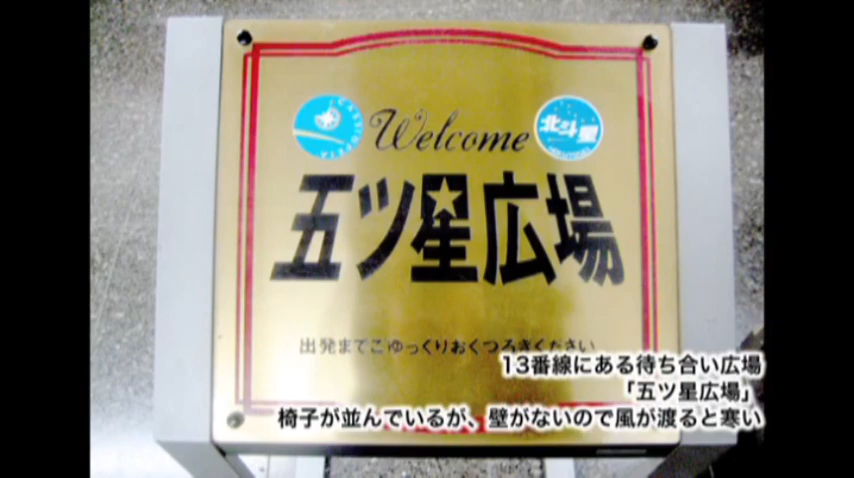 CASSIOPEIA
Welcome
北斗星
五ツ星広場
出発までごゆっくりおくつろぎください
13番線にある待ち合い広場
「五ツ星広場」
椅子が並んでいるが、壁がないので風が渡ると寒い